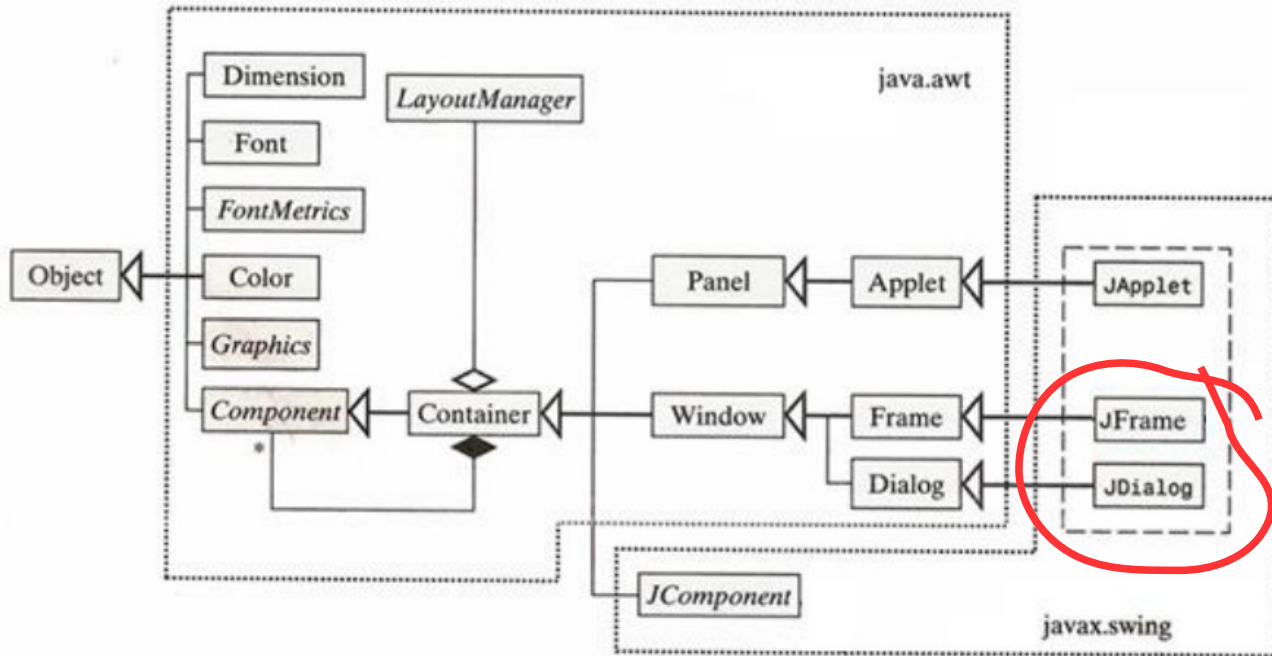 Dimension
LayoutManager
java.awt
Font
FontMetrics
Object
Color
Panel
Applet
JApplet
Graphics
Component
Container
Window
Frame
JFrame
*
Dialog
JDialog
JComponent
javax.swing